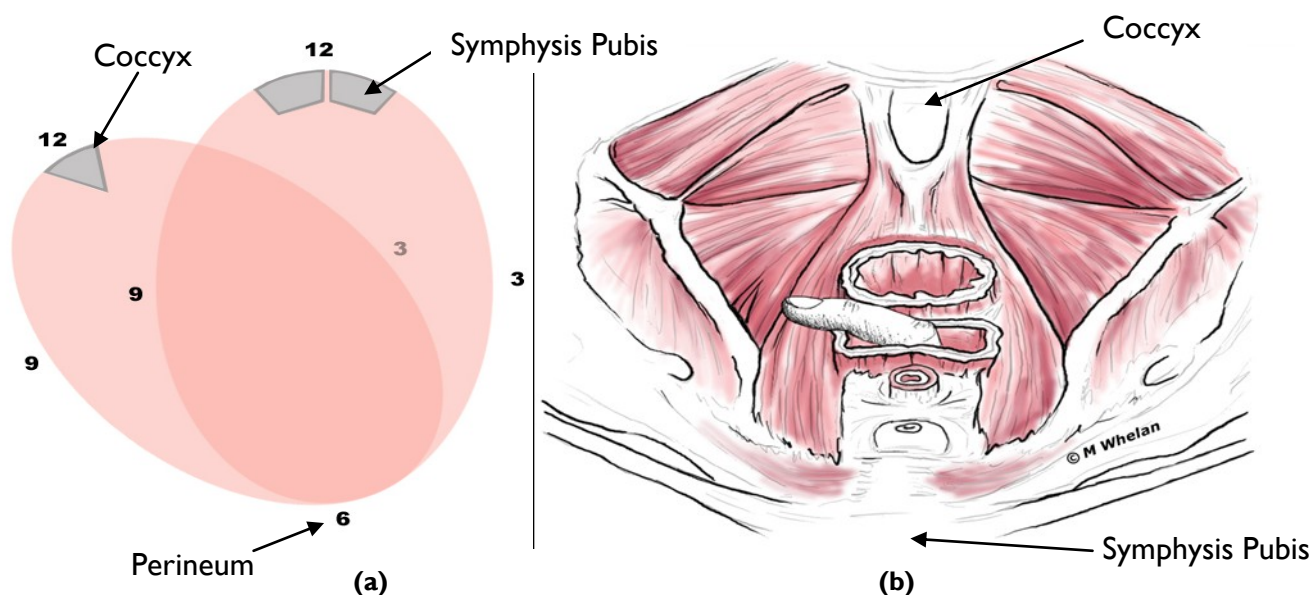 Coccyx
12
Symphysis Pubis
12
3
9
3
9
6
Perineum
(a)
Coccyx
© M Whelan
Symphysis Pubis
(b)